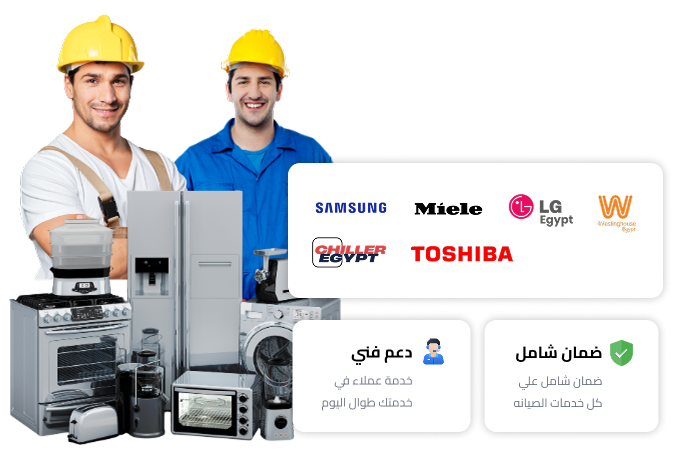 SAMSUNG
Miele
LG
Egypt
Westinghouse
Egypt
CHILLER
EGYPT
TOSHIBA
ضمان شامل
ضمان شامل علي
كل خدمات الصيانه
دعم فني
خدمة عملاء في
خدمتك طوال اليوم